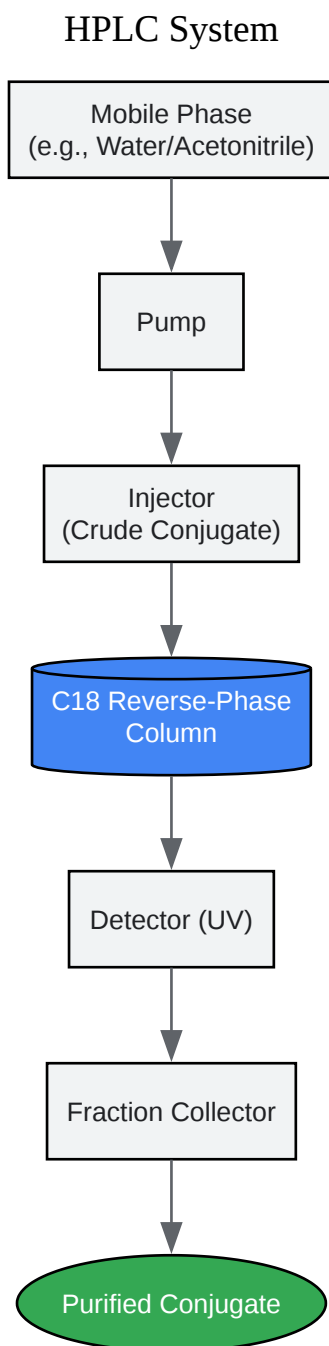 HPLC System
Mobile Phase
(e.g., Water/Acetonitrile)
Pump
Injector
(Crude Conjugate)
C18 Reverse-Phase
Column
Detector (UV)
Fraction Collector
Purified Conjugate